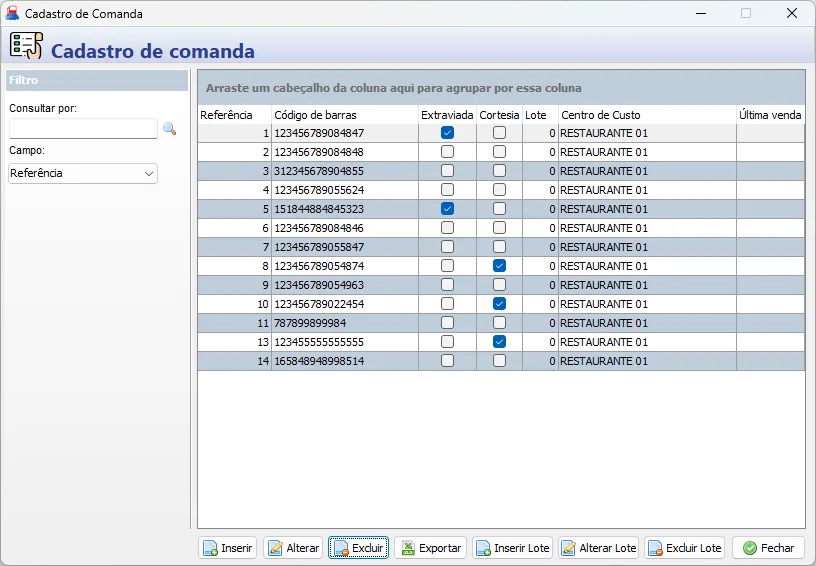 Cadastro de Comanda
Cadastro de comanda
Filtro
Consultar por:
Campo:
Referência
Arraste um cabeçalho da coluna aqui para agrupar por essa coluna
Referência Código de barras Extraviada Cortesia Lote Centro de Custo Última venda
1 123456789084847 0 RESTAURANTE 01
2 123456789084848 0 RESTAURANTE 01
3 312345678904855 0 RESTAURANTE 01
4 123456789055624 0 RESTAURANTE 01
5 151844884845323 0 RESTAURANTE 01
6 123456789084846 0 RESTAURANTE 01
7 123456789055847 0 RESTAURANTE 01
8 123456789054874 0 RESTAURANTE 01
9 123456789054963 0 RESTAURANTE 01
10 123456789022454 0 RESTAURANTE 01
11 787899899984 0 RESTAURANTE 01
13 123455555555555 0 RESTAURANTE 01
14 165848948998514 0 RESTAURANTE 01
Inserir Alterar Excluir Exportar Inserir Lote Alterar Lote Excluir Lote Fechar